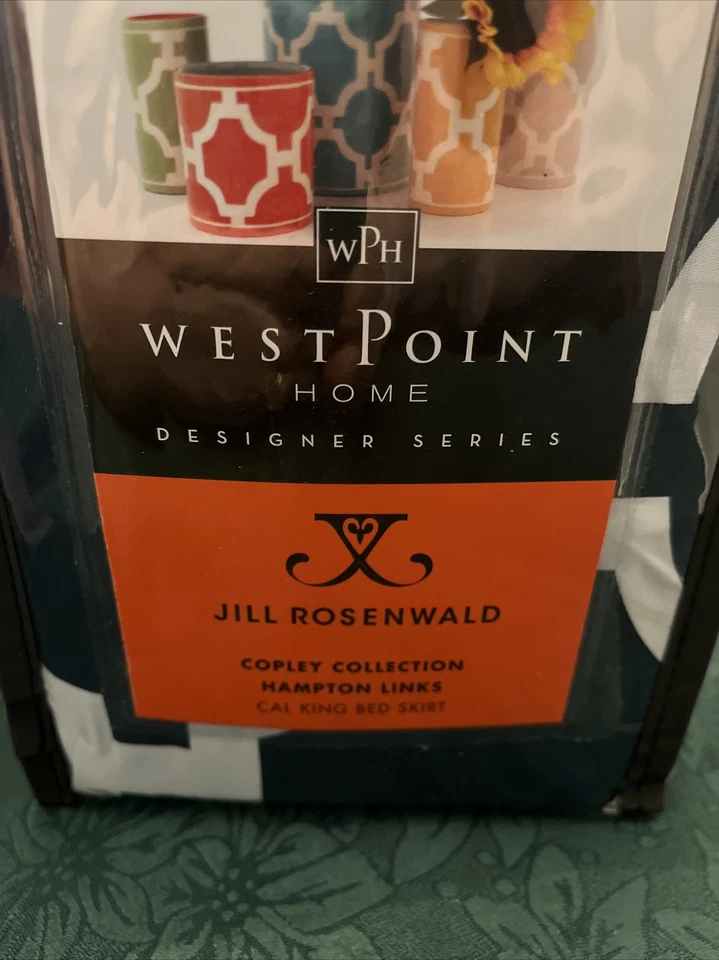 WPH
WESTPOINT
HOME
DESIGNER SERIES
JILL ROSENWALD
COPLEY COLLECTION
HAMPTON LINKS
CAL KING BED SKIRT